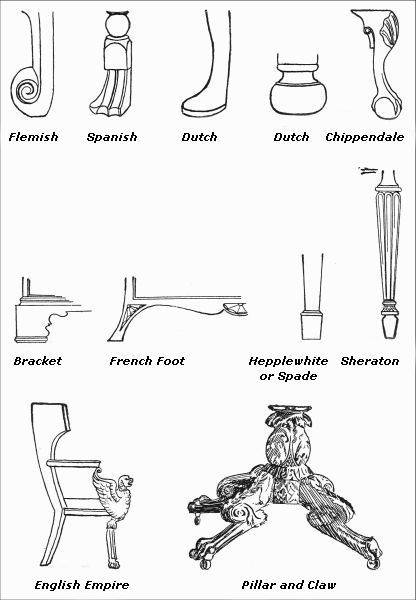 Flemish
Spanish
Dutch
Dutch
Chippendale
Bracket
French Foot
Hepplewhite
or Spade
Sheraton
English Empire
Pillar and Claw